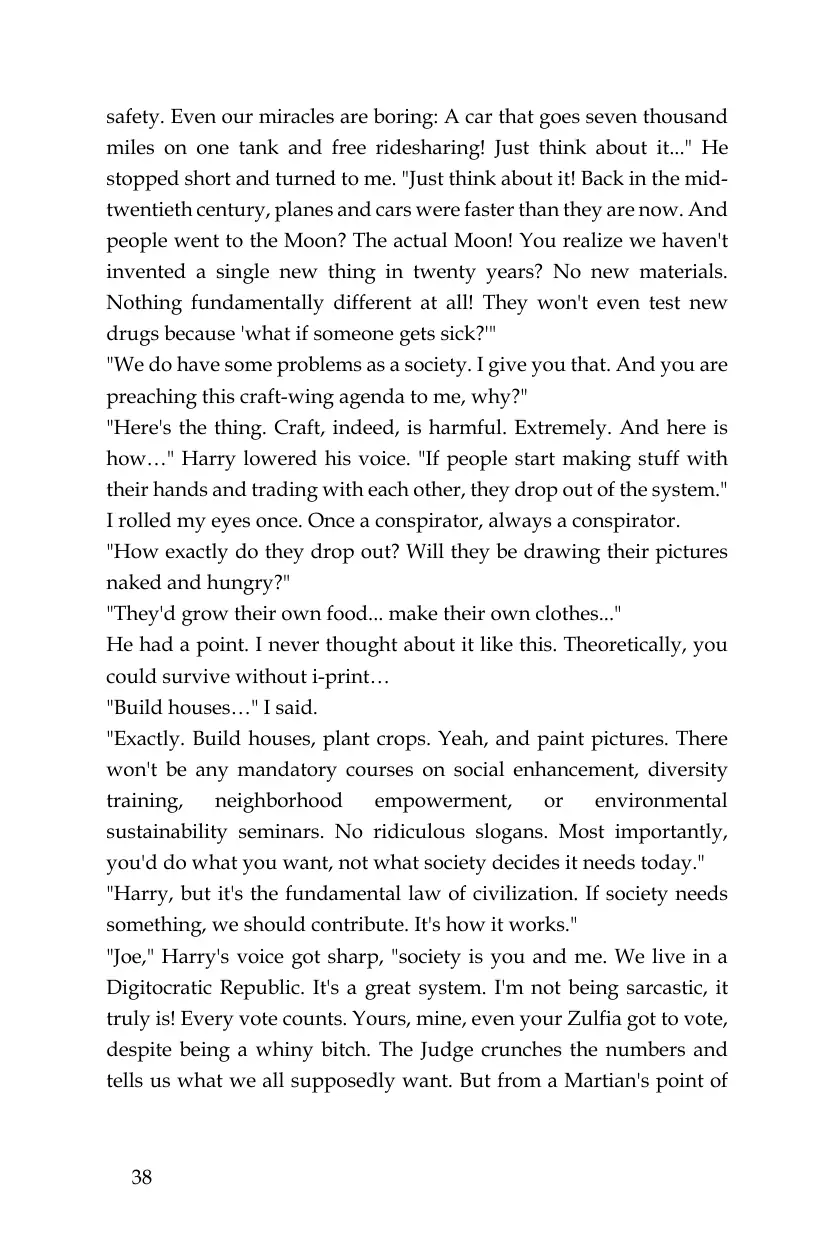 safety. Even our miracles are boring: A car that goes seven thousand
miles on one tank and free ridesharing! Just think about it..." He
stopped short and turned to me. "Just think about it! Back in the mid-
twentieth century, planes and cars were faster than they are now. And
people went to the Moon? The actual Moon! You realize we haven't
invented a single new thing in twenty years? No new materials.
Nothing fundamentally different at all! They won't even test new
drugs because 'what if someone gets sick?'"
"We do have some problems as a society. I give you that. And you are
preaching this craft-wing agenda to me, why?"
"Here's the thing. Craft, indeed, is harmful. Extremely. And here is
how…" Harry lowered his voice. "If people start making stuff with
their hands and trading with each other, they drop out of the system."
I rolled my eyes once. Once a conspirator, always a conspirator.
"How exactly do they drop out? Will they be drawing their pictures
naked and hungry?"
"They'd grow their own food... make their own clothes..."
He had a point. I never thought about it like this. Theoretically, you
could survive without i-print…
"Build houses…" I said.
"Exactly. Build houses, plant crops. Yeah, and paint pictures. There
won't be any mandatory courses on social enhancement, diversity
training, neighborhood empowerment, or environmental
sustainability seminars. No ridiculous slogans. Most importantly,
you'd do what you want, not what society decides it needs today."
"Harry, but it's the fundamental law of civilization. If society needs
something, we should contribute. It's how it works."
"Joe," Harry's voice got sharp, "society is you and me. We live in a
Digitocratic Republic. It's a great system. I'm not being sarcastic, it
truly is! Every vote counts. Yours, mine, even your Zulfia got to vote,
despite being a whiny bitch. The Judge crunches the numbers and
tells us what we all supposedly want. But from a Martian's point of
38